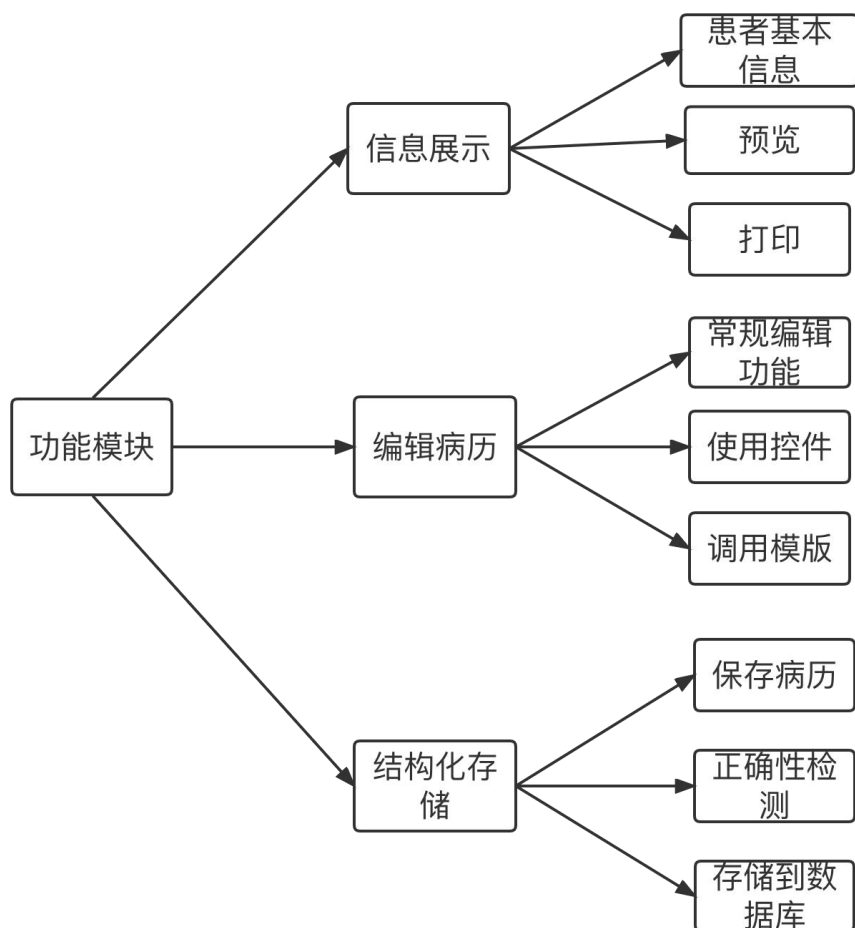 患者基本
信息
信息展示
预览
打印
常规编辑
功能
功能模块
编辑病历
使用控件
调用模版
保存病历
结构化存
储
正确性检
测
存储到数
据库